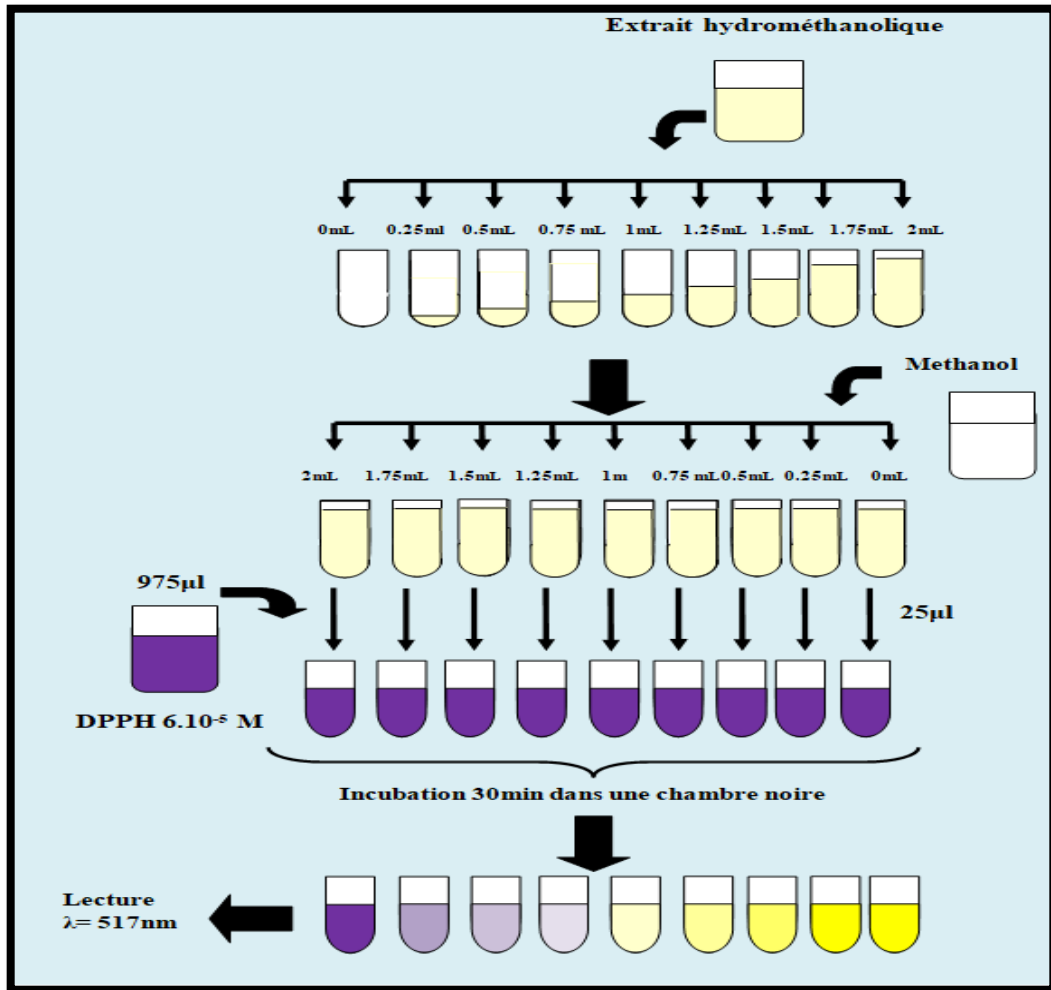 Extrait hydrométhanolique
0mL 0.25ml 0.5mL 0.75 mL 1mL 1.25mL 1.5mL 1.75mL 2mL
Methanol
2mL 1.75mL 1.5mL 1.25mL 1m 0.75 mL 0.5mL 0.25mL 0mL
975µl
25µl
DPPH 6.10⁻⁵ M
Incubation 30min dans une chambre noire
Lecture
λ= 517nm